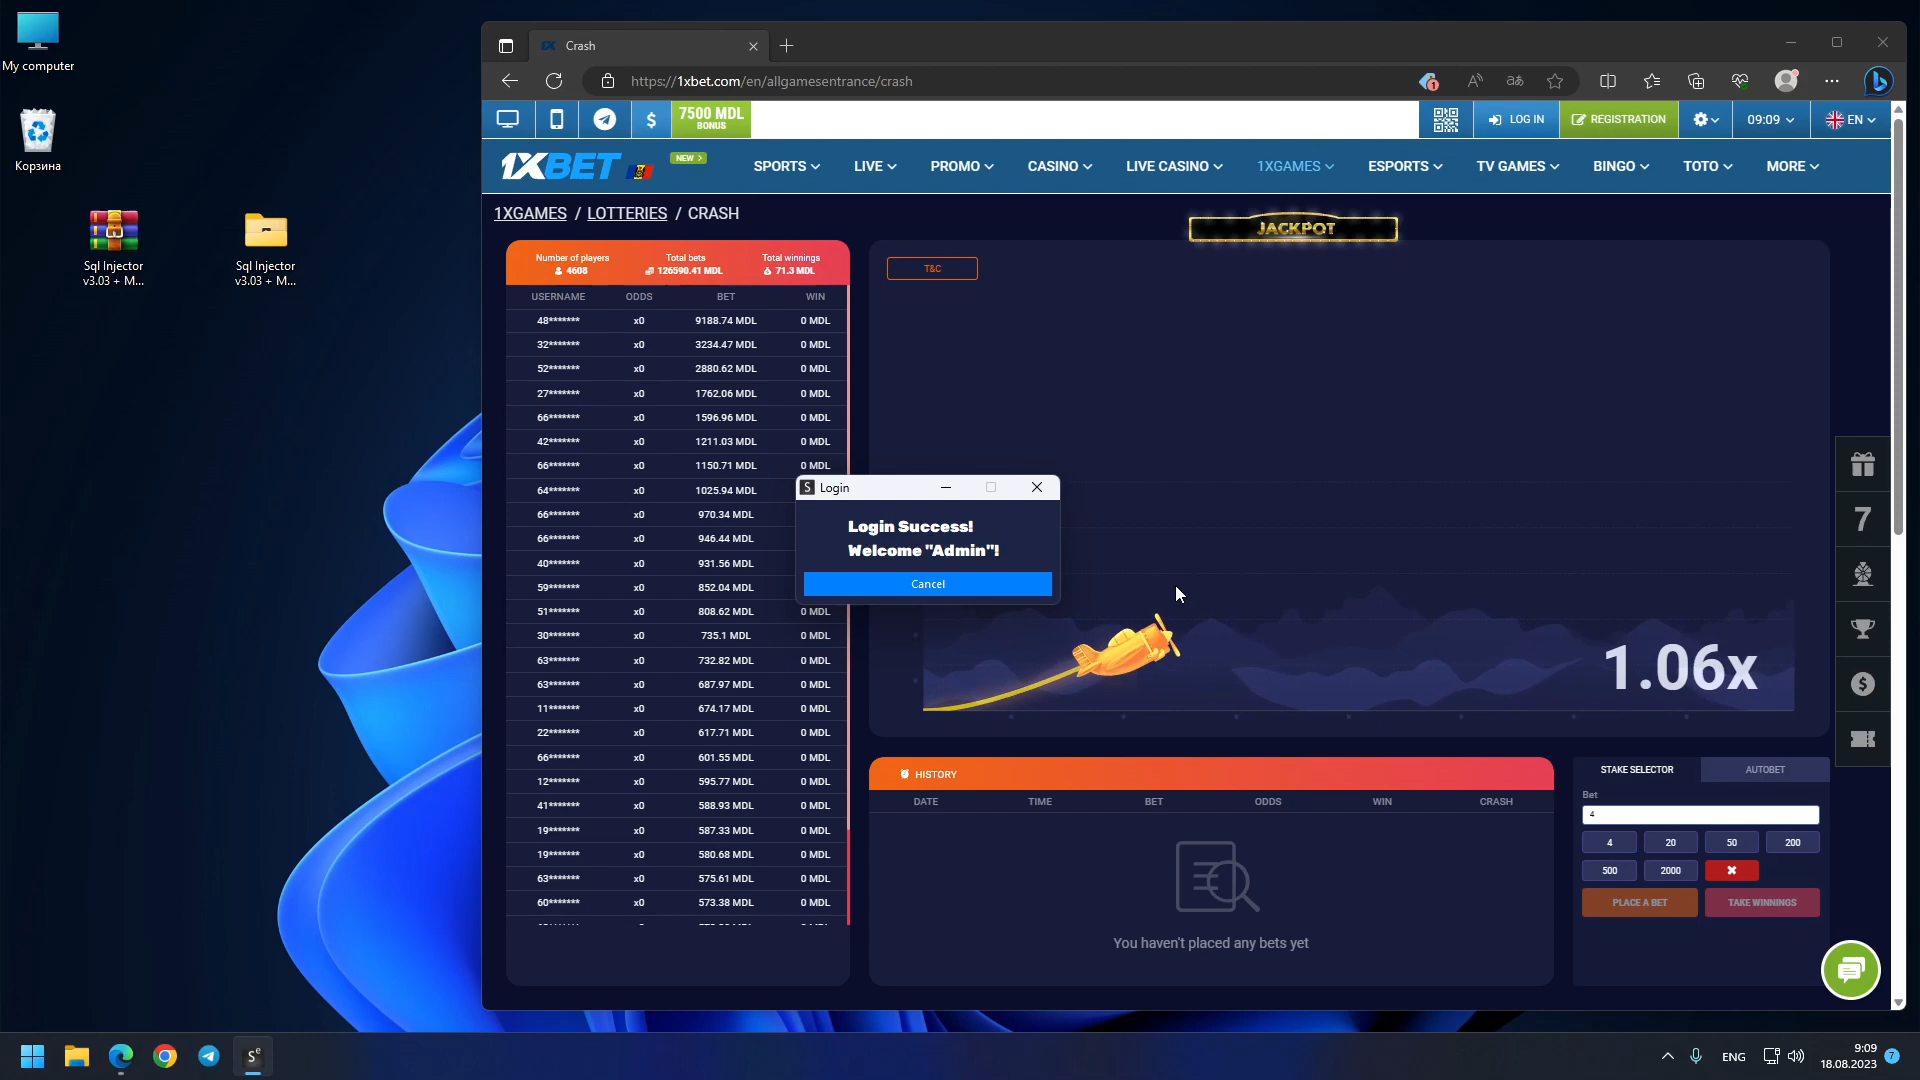 My computer
Корзина
Sql Injector
v3.03 + M...
Sql Injector
v3.03 + M...
Crash
https://1xbet.com/en/allgamesentrance/crash
7500 MDL
BONUS
LOG IN
REGISTRATION
09:09
EN
1XBET
NEW >
SPORTS
LIVE
PROMO
CASINO
LIVE CASINO
1XGAMES
ESPORTS
TV GAMES
BINGO
TOTO
MORE
1XGAMES / LOTTERIES / CRASH
JACKPOT
Number of players
4608
Total bets
126590.41 MDL
Total winnings
71.3 MDL
T&C
USERNAME ODDS BET WIN
48******* x0 9188.74 MDL 0 MDL
32******* x0 3234.47 MDL 0 MDL
52******* x0 2880.62 MDL 0 MDL
27******* x0 1762.06 MDL 0 MDL
66******* x0 1596.96 MDL 0 MDL
42******* x0 1211.03 MDL 0 MDL
66******* x0 1150.71 MDL 0 MDL
64******* x0 1025.94 MDL
66******* x0 970.34 MDL
66******* x0 946.44 MDL
40******* x0 931.56 MDL
59******* x0 852.04 MDL
51******* x0 808.62 MDL 0 MDL
30******* x0 735.1 MDL 0 MDL
63******* x0 732.82 MDL 0 MDL
63******* x0 687.97 MDL 0 MDL
11******* x0 674.17 MDL 0 MDL
22******* x0 617.71 MDL 0 MDL
66******* x0 601.55 MDL 0 MDL
12******* x0 595.77 MDL 0 MDL
41******* x0 588.93 MDL 0 MDL
19******* x0 587.33 MDL 0 MDL
19******* x0 580.68 MDL 0 MDL
63******* x0 575.61 MDL 0 MDL
60******* x0 573.38 MDL 0 MDL
Login
Login Success!
Welcome "Admin"!
Cancel
1.06x
HISTORY
DATE TIME BET ODDS WIN CRASH
You haven't placed any bets yet
STAKE SELECTOR
AUTOBET
Bet
4
4 20 50 200
500 2000
PLACE A BET
TAKE WINNINGS
7
ENG
9:09
18.08.2023
7